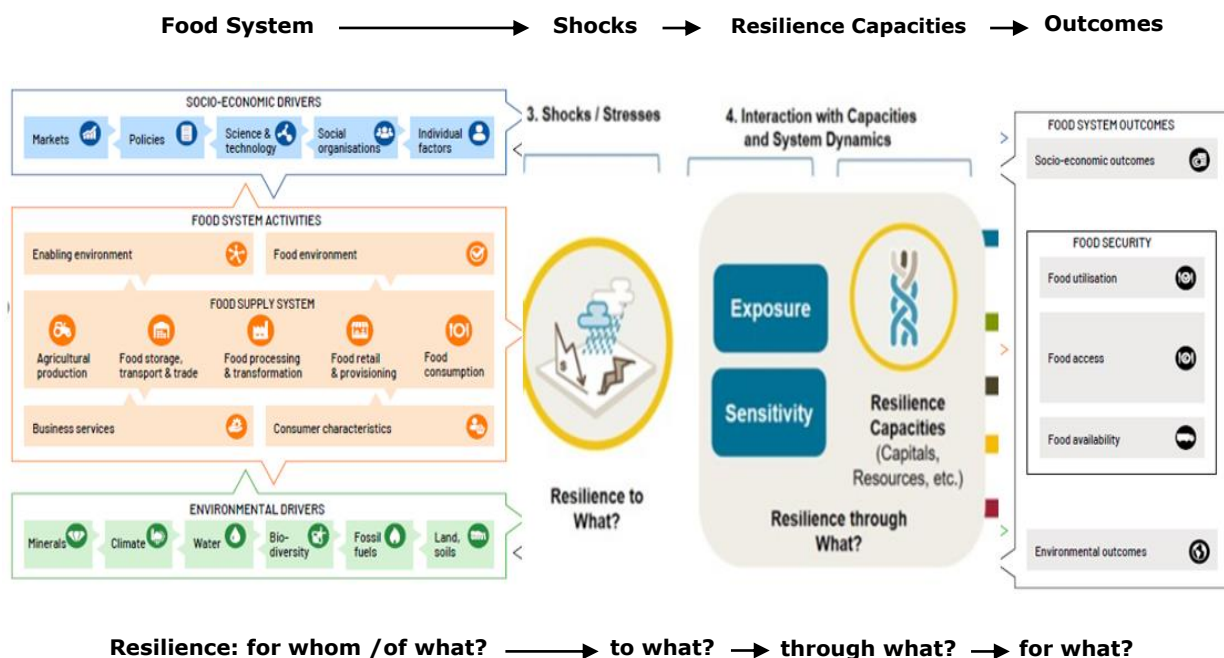 Food System
Shocks
Resilience Capacities
Outcomes
SOCIO-ECONOMIC DRIVERS
Markets
Policies
Science &
technology
Social
organisations
Individual
factors
FOOD SYSTEM ACTIVITIES
Enabling environment
Food environment
FOOD SUPPLY SYSTEM
Agricultural
production
Food storage,
transport & trade
Food processing
& transformation
Food retail
& provisioning
Food
consumption
Business services
Consumer characteristics
ENVIRONMENTAL DRIVERS
Minerals
Climate
Water
Bio-
diversity
Fossil
fuels
Land,
soils
3. Shocks / Stresses
$
Resilience to
What?
4. Interaction with Capacities
and System Dynamics
Exposure
Sensitivity
Resilience
Capacities
(Capitals,
Resources, etc.)
Resilience through
What?
FOOD SYSTEM OUTCOMES
Socio-economic outcomes
FOOD SECURITY
Food utilisation
Food access
Food availability
Environmental outcomes
Resilience: for whom /of what?
to what?
through what?
for what?